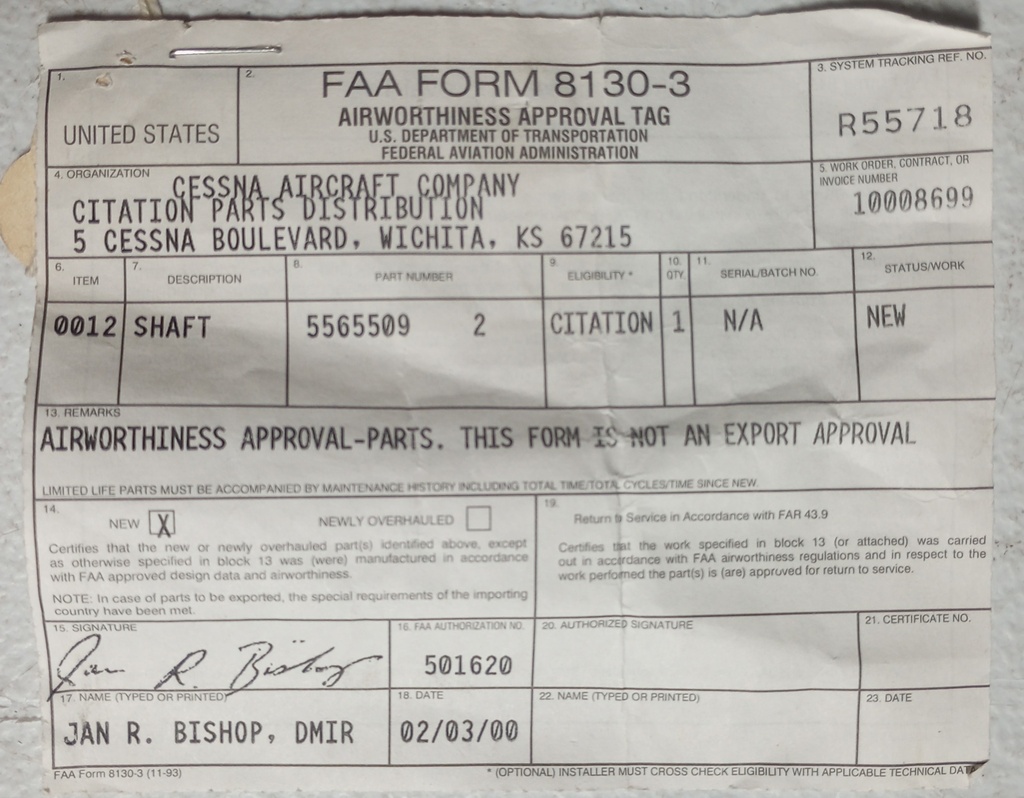 1.
UNITED STATES
2.
FAA FORM 8130-3
AIRWORTHINESS APPROVAL TAG
U.S. DEPARTMENT OF TRANSPORTATION
FEDERAL AVIATION ADMINISTRATION
3. SYSTEM TRACKING REF. NO.
R55718
4. ORGANIZATION
CESSNA AIRCRAFT COMPANY
CITATION PARTS DISTRIBUTION
5 CESSNA BOULEVARD, WICHITA, KS 67215
5. WORK ORDER, CONTRACT, OR
INVOICE NUMBER
10008699
6. ITEM 7. DESCRIPTION 8. PART NUMBER 9. ELIGIBILITY * 10. QTY. 11. SERIAL/BATCH NO. 12. STATUS/WORK
0012 SHAFT 5565509 2 CITATION 1 N/A NEW
13. REMARKS
AIRWORTHINESS APPROVAL-PARTS. THIS FORM IS NOT AN EXPORT APPROVAL
LIMITED LIFE PARTS MUST BE ACCOMPANIED BY MAINTENANCE HISTORY INCLUDING TOTAL TIME/TOTAL CYCLES/TIME SINCE NEW.
14.
NEW X NEWLY OVERHAULED
Certifies that the new or newly overhauled part(s) identified above, except
as otherwise specified in block 13 was (were) manufactured in accordance
with FAA approved design data and airworthiness.
NOTE: In case of parts to be exported, the special requirements of the importing
country have been met.
19.
Return to Service in Accordance with FAR 43.9
Certifies that the work specified in block 13 (or attached) was carried
out in accordance with FAA airworthiness regulations and in respect to the
work performed the part(s) is (are) approved for return to service.
15. SIGNATURE
Jan R. Bishop
16. FAA AUTHORIZATION NO.
501620
20. AUTHORIZED SIGNATURE
21. CERTIFICATE NO.
17. NAME (TYPED OR PRINTED)
JAN R. BISHOP, DMIR
18. DATE
02/03/00
22. NAME (TYPED OR PRINTED)
23. DATE
FAA Form 8130-3 (11-93)
* (OPTIONAL) INSTALLER MUST CROSS CHECK ELIGIBILITY WITH APPLICABLE TECHNICAL DATA